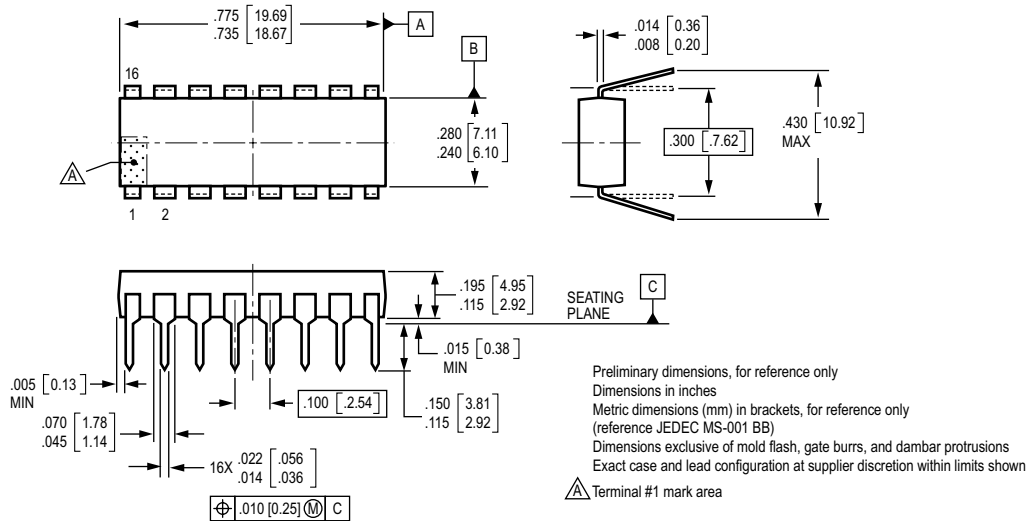 .775 [19.69]
.735 [18.67]
A
B
16
.280 [7.11]
.240 [6.10]
A
1 2
.014 [0.36]
.008 [0.20]
.300 [.7.62]
.430 [10.92]
MAX
.195 [4.95]
.115 [2.92]
SEATING
PLANE
C
.015 [0.38]
MIN
.005 [0.13]
MIN
.100 [.2.54]
.150 [3.81]
.115 [2.92]
.070 [1.78]
.045 [1.14]
16X .022 [.056]
.014 [.036]
⌖ .010 [0.25] Ⓜ C
Preliminary dimensions, for reference only
Dimensions in inches
Metric dimensions (mm) in brackets, for reference only
(reference JEDEC MS-001 BB)
Dimensions exclusive of mold flash, gate burrs, and dambar protrusions
Exact case and lead configuration at supplier discretion within limits shown
A Terminal #1 mark area